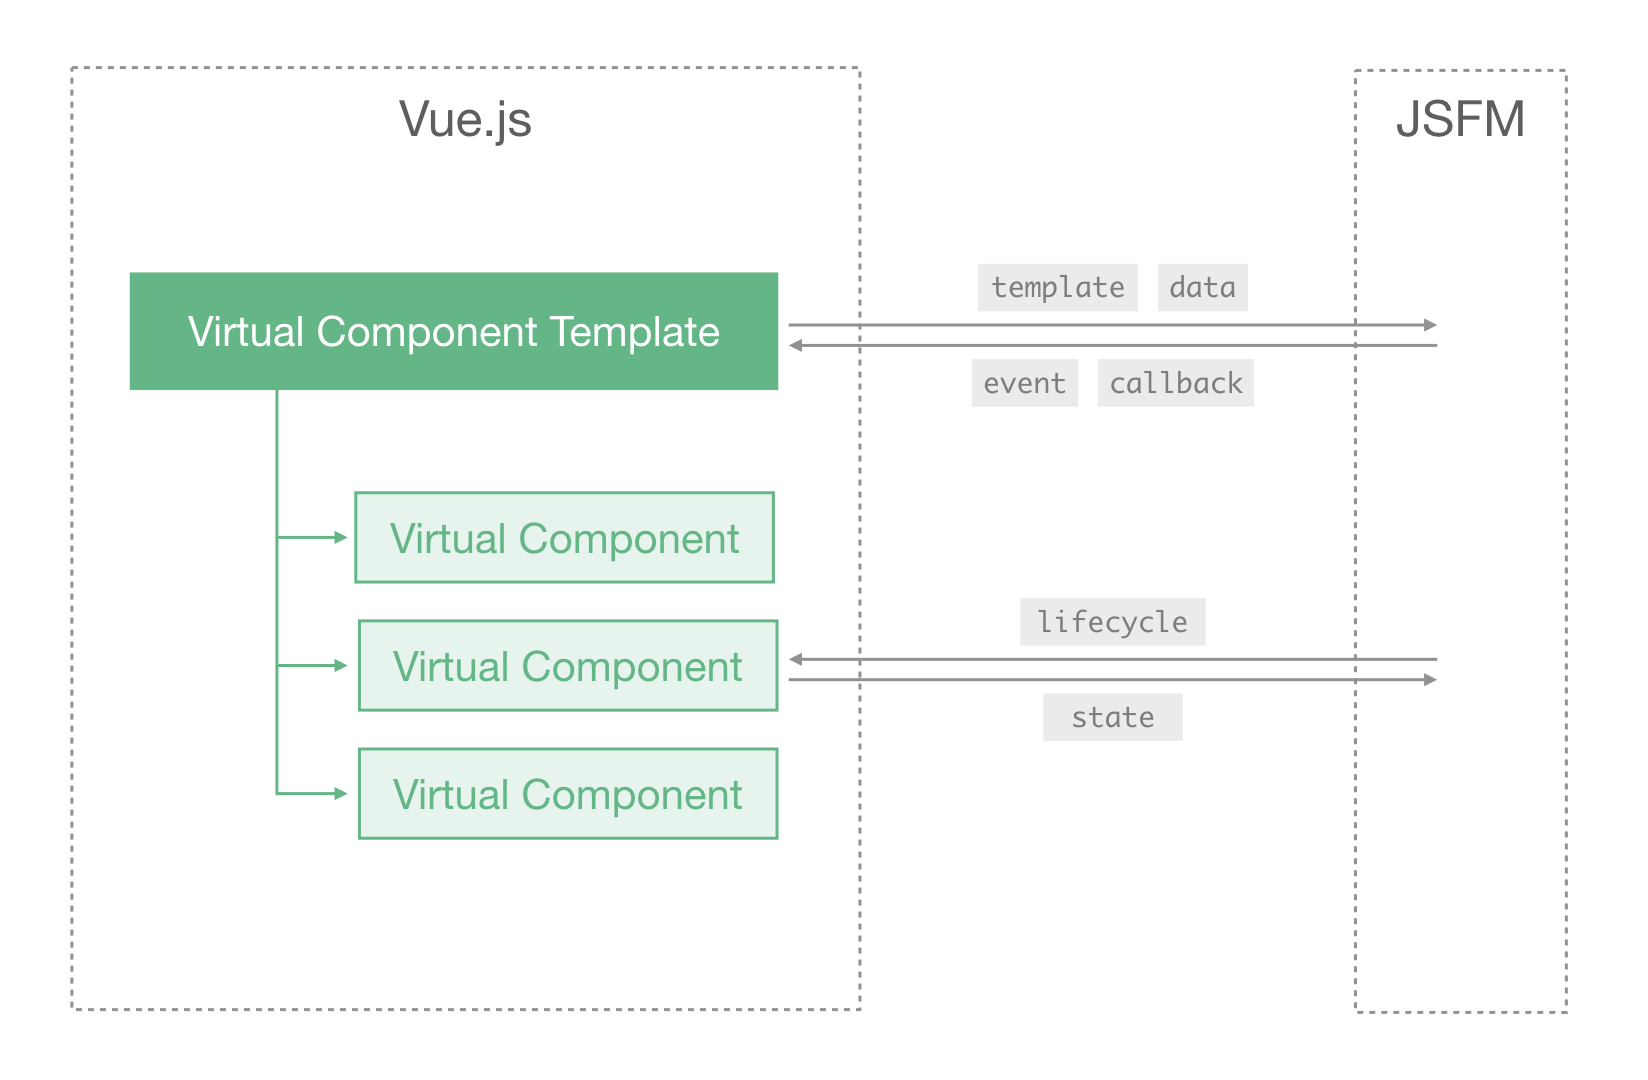 Vue.js
JSFM
Virtual Component Template
template data
event callback
Virtual Component
Virtual Component
Virtual Component
lifecycle
state